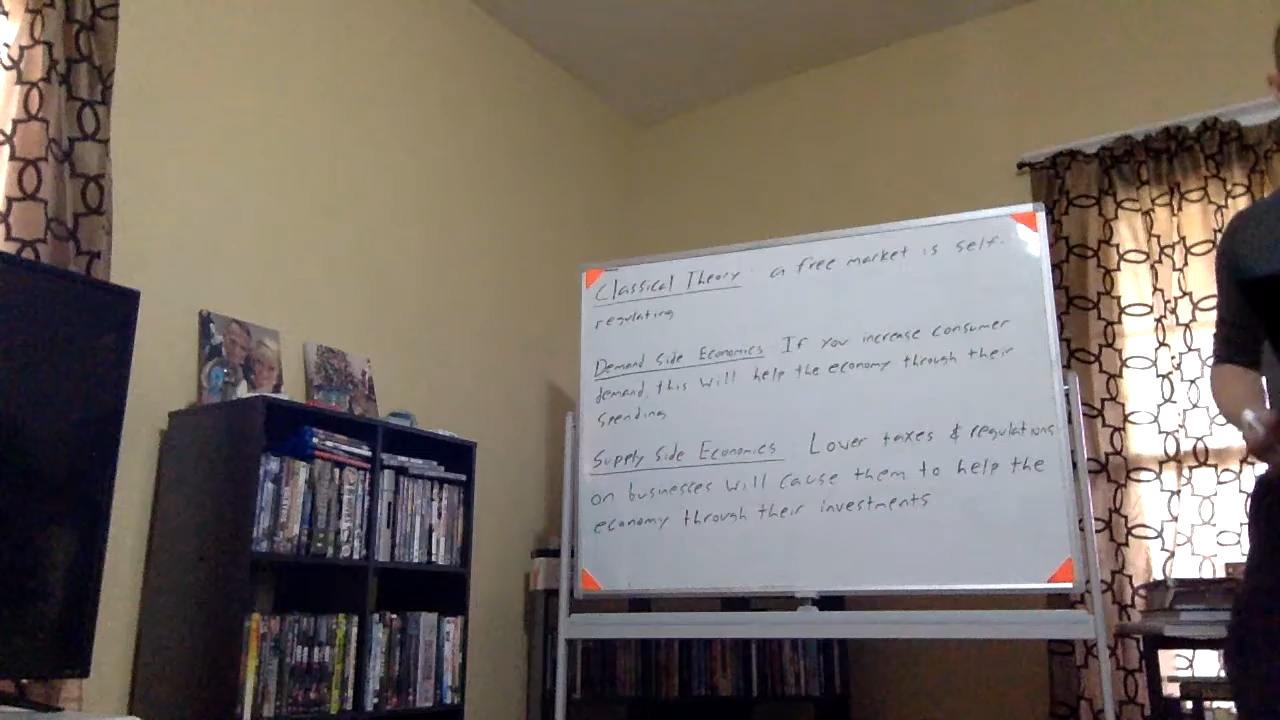 Classical Theory a free market is self-
regulating
Demand Side Economics If you increase consumer
demand, this will help the economy through their
spending
Supply Side Economics Lower taxes & regulations
on businesses will cause them to help the
economy through their investments